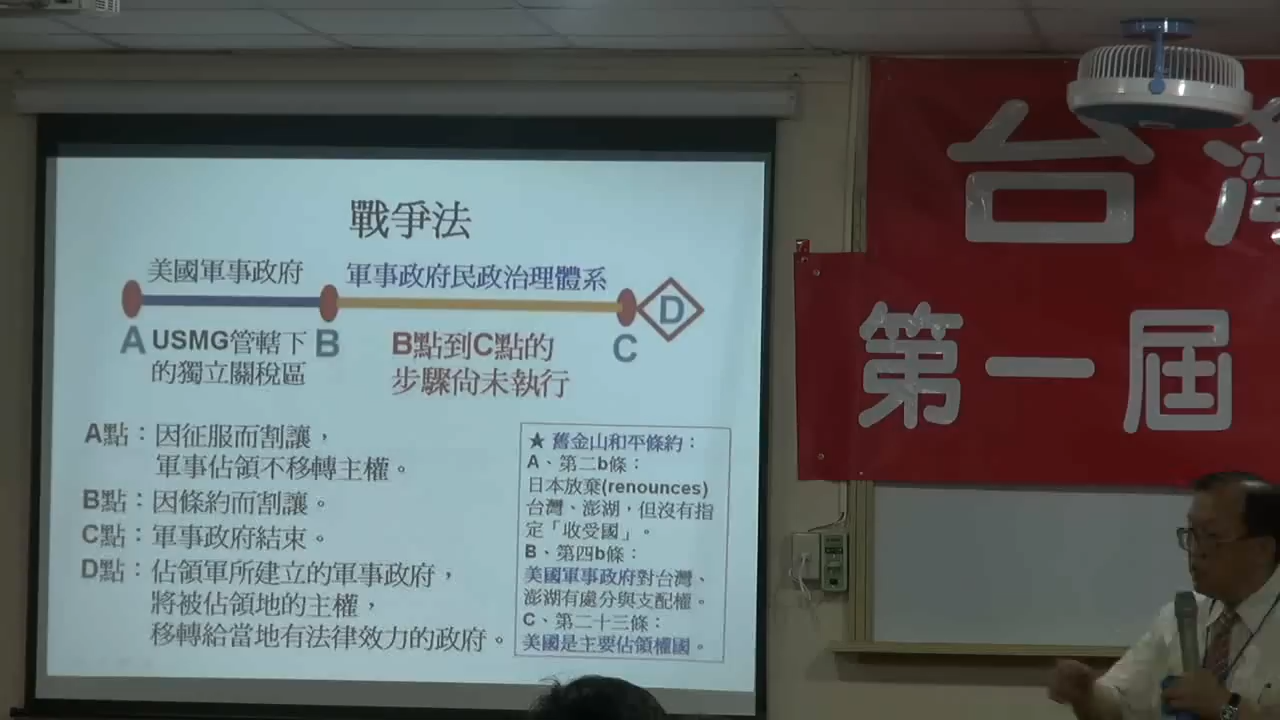 戰爭法
美國軍事政府
軍事政府民政治理體系
A
B
C
D
USMG管轄下
的獨立關稅區
B點到C點的
步驟尚未執行
A點：因征服而割讓，
軍事佔領不移轉主權。
B點：因條約而割讓。
C點：軍事政府結束。
D點：佔領軍所建立的軍事政府，
將被佔領地的主權，
移轉給當地有法律效力的政府。
★ 舊金山和平條約：
A、第二b條：
日本放棄(renounces)
台灣、澎湖，但沒有指
定「收受國」。
B、第四b條：
美國軍事政府對台灣、
澎湖有處分與支配權。
C、第二十三條：
美國是主要佔領權國。
台灣
第一屆